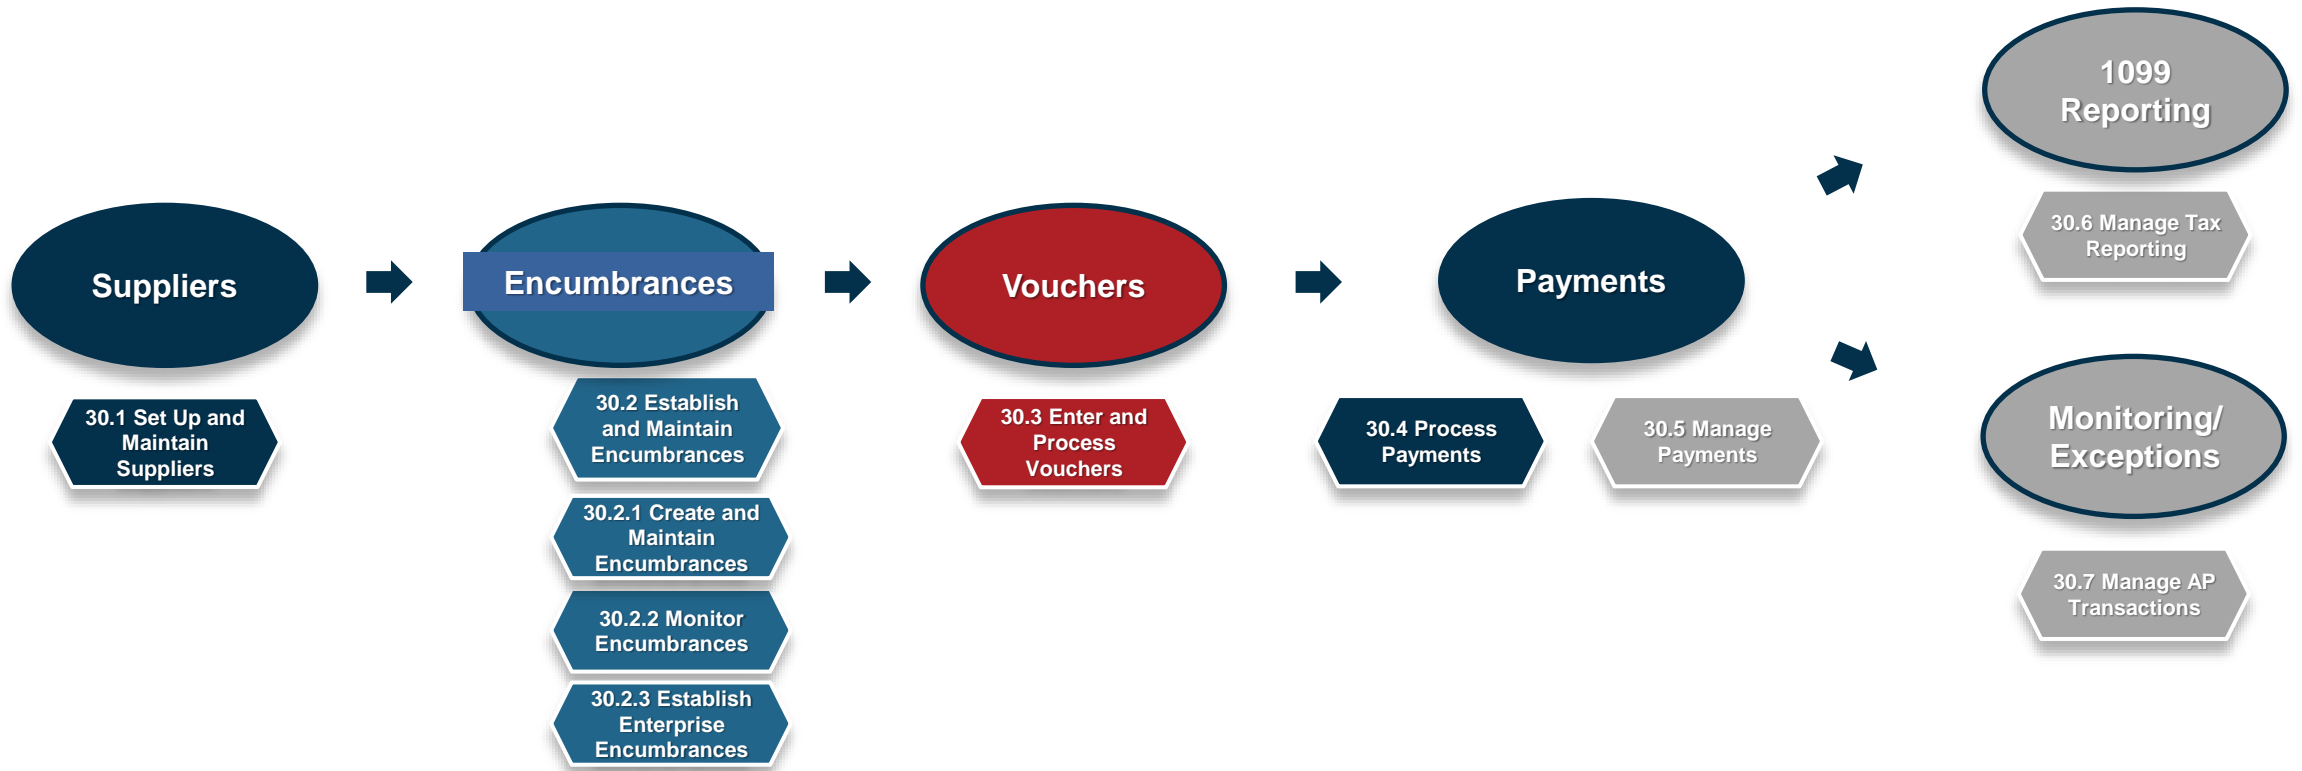 Suppliers
30.1 Set Up and
Maintain
Suppliers
Encumbrances
30.2 Establish
and Maintain
Encumbrances
30.2.1 Create and
Maintain
Encumbrances
30.2.2 Monitor
Encumbrances
30.2.3 Establish
Enterprise
Encumbrances
Vouchers
30.3 Enter and
Process
Vouchers
Payments
30.4 Process
Payments
30.5 Manage
Payments
1099
Reporting
30.6 Manage Tax
Reporting
Monitoring/
Exceptions
30.7 Manage AP
Transactions